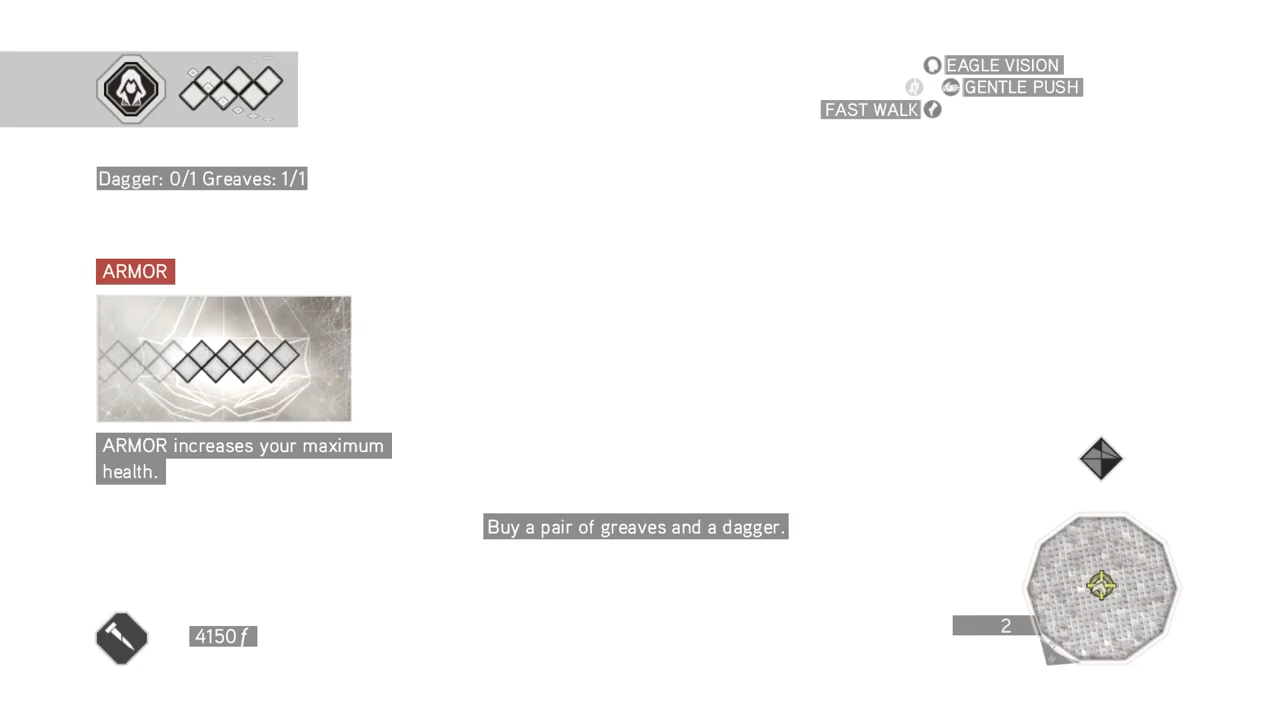 EAGLE VISION
GENTLE PUSH
FAST WALK
Dagger: 0/1 Greaves: 1/1
ARMOR
ARMOR increases your maximum
health.
Buy a pair of greaves and a dagger.
4150 ƒ
2